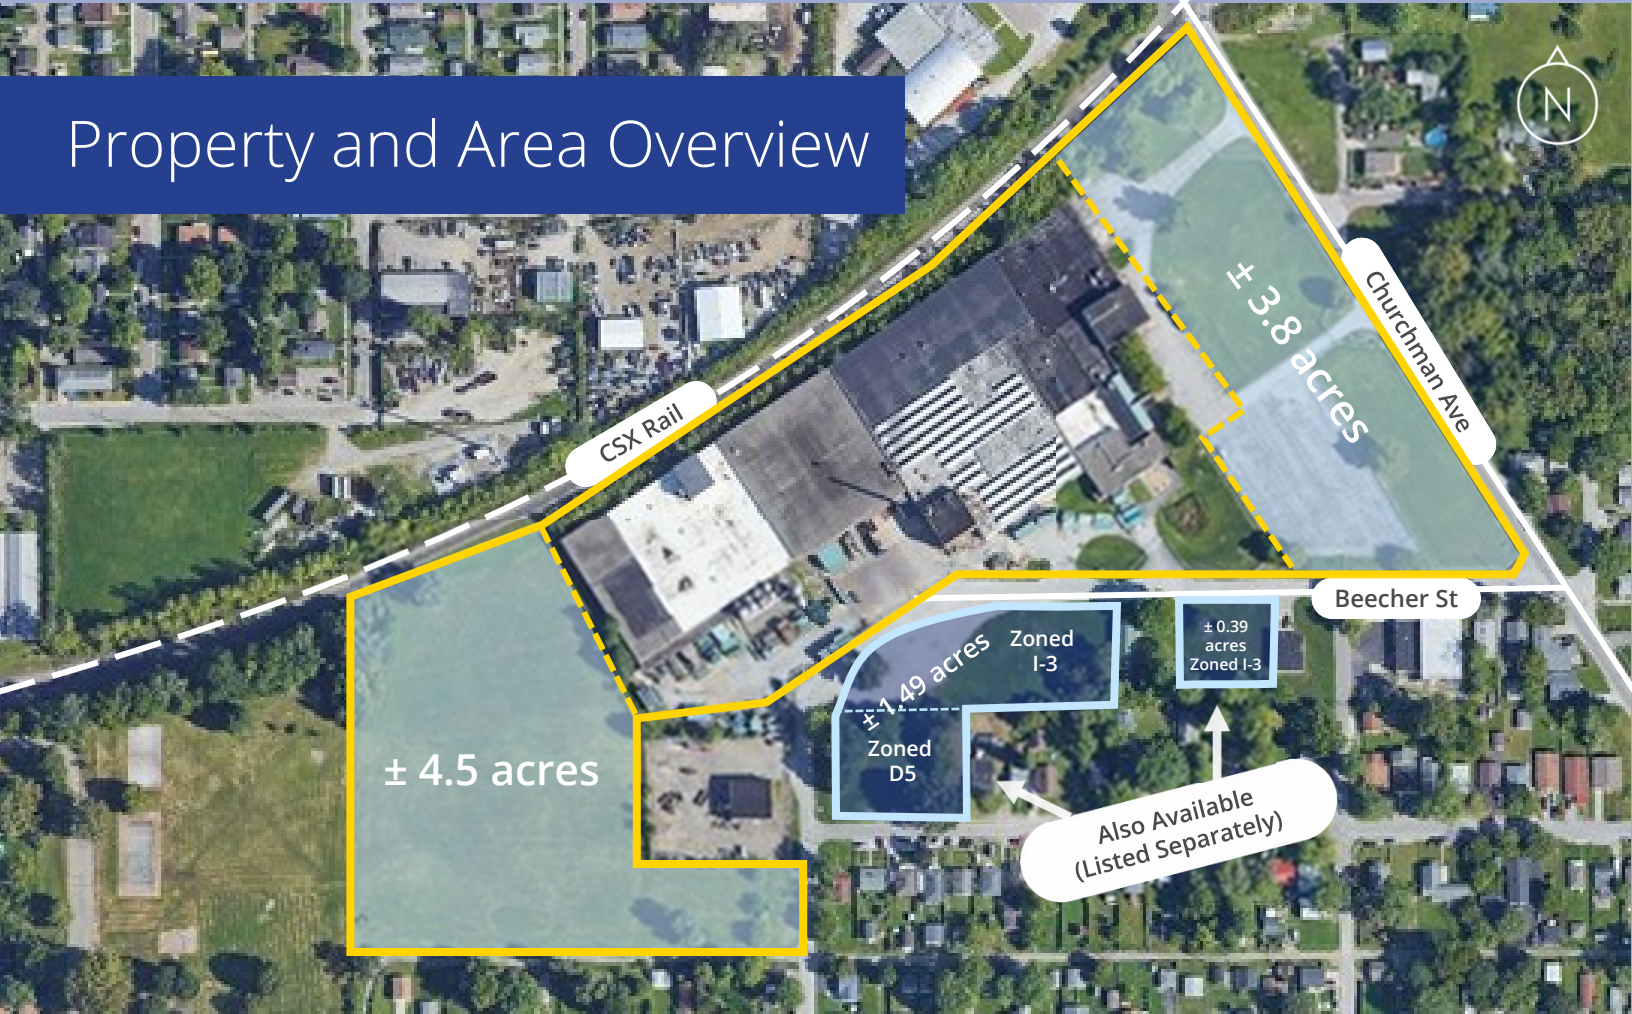 Property and Area Overview
N
± 3.8 acres
Churchman Ave
CSX Rail
Beecher St
± 1.49 acres
Zoned
I-3
± 0.39
acres
Zoned I-3
Zoned
D5
± 4.5 acres
Also Available
(Listed Separately)